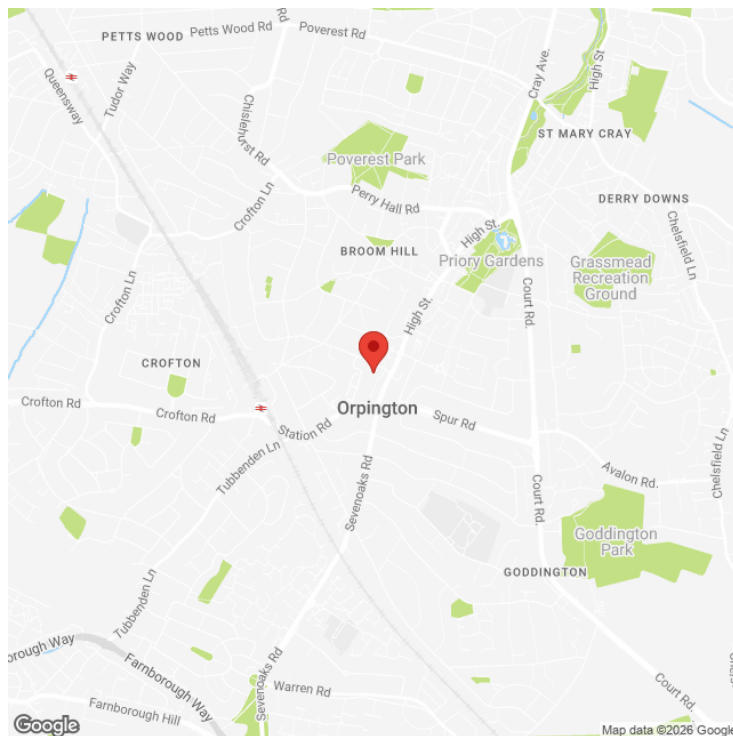 Rd
PETTS WOOD
Petts Wood Rd
Poverest Rd
Queensway
Tudor Way
Cray Ave.
High St
ST MARY CRAY
Chislehurst Rd
Poverest Park
Crofton Ln
Perry Hall Rd
DERRY DOWNS
Chelsfield Ln
High St.
BROOM HILL
Priory Gardens
Grassmead
Recreation
Ground
Crofton Ln
Court Rd.
High St.
CROFTON
Crofton Rd
Crofton Rd
Orpington
Station Rd
Spur Rd
Tubbenden Ln
Sevenoaks Rd
Avalon Rd.
Chelsfield Ln
Court Rd.
Goddington
Park
GODDINGTON
Tubbenden Ln
orough Way
Farnborough Way
Sevenoaks Rd
Warren Rd
Court Rd.
Farnborough Hill
Google
Map data ©2026 Google